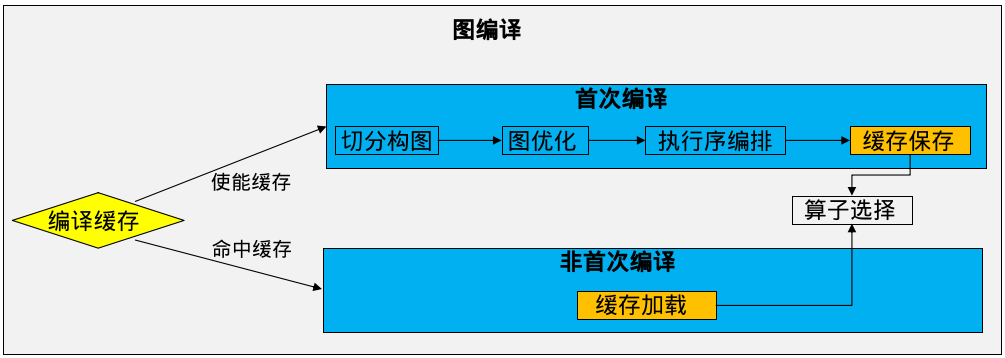 图编译
首次编译
切分构图
图优化
执行序编排
缓存保存
使能缓存
编译缓存
算子选择
命中缓存
非首次编译
缓存加载